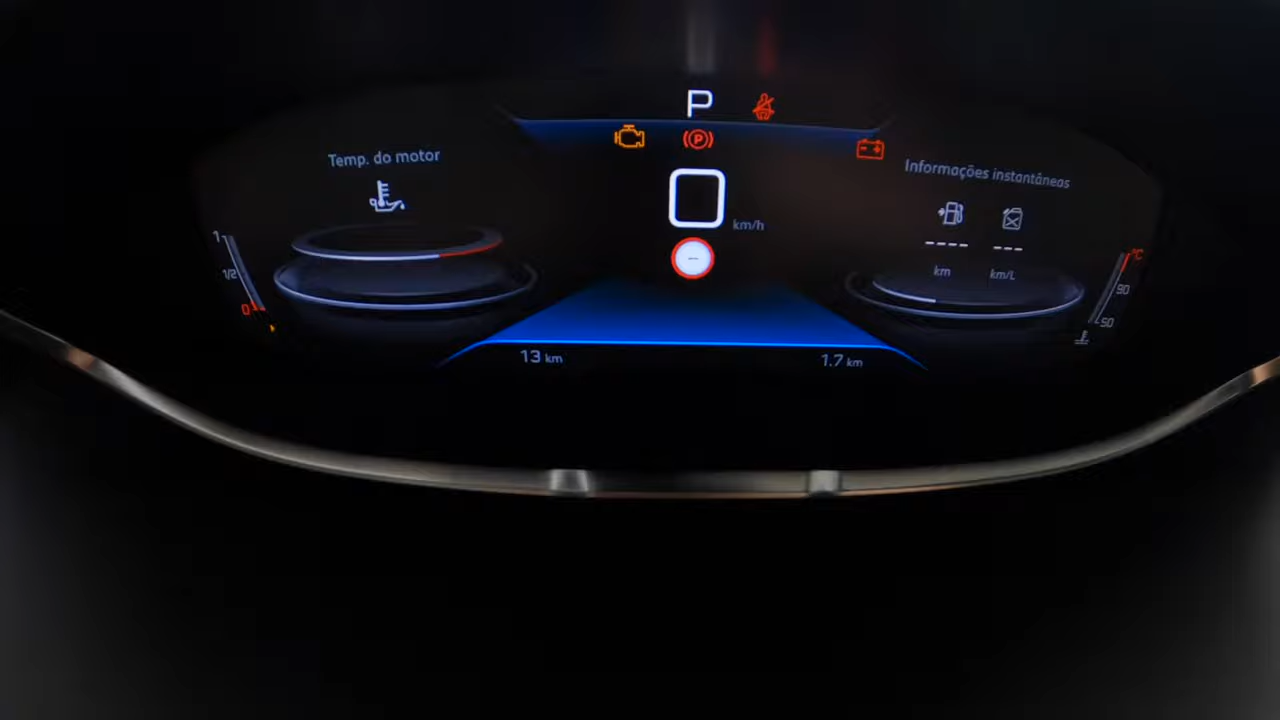 P
P
Temp. do motor
Informações instantâneas
0
km/h
1
1/2
0
---- ---
km km/L
°C
90
50
13 km
1.7 km